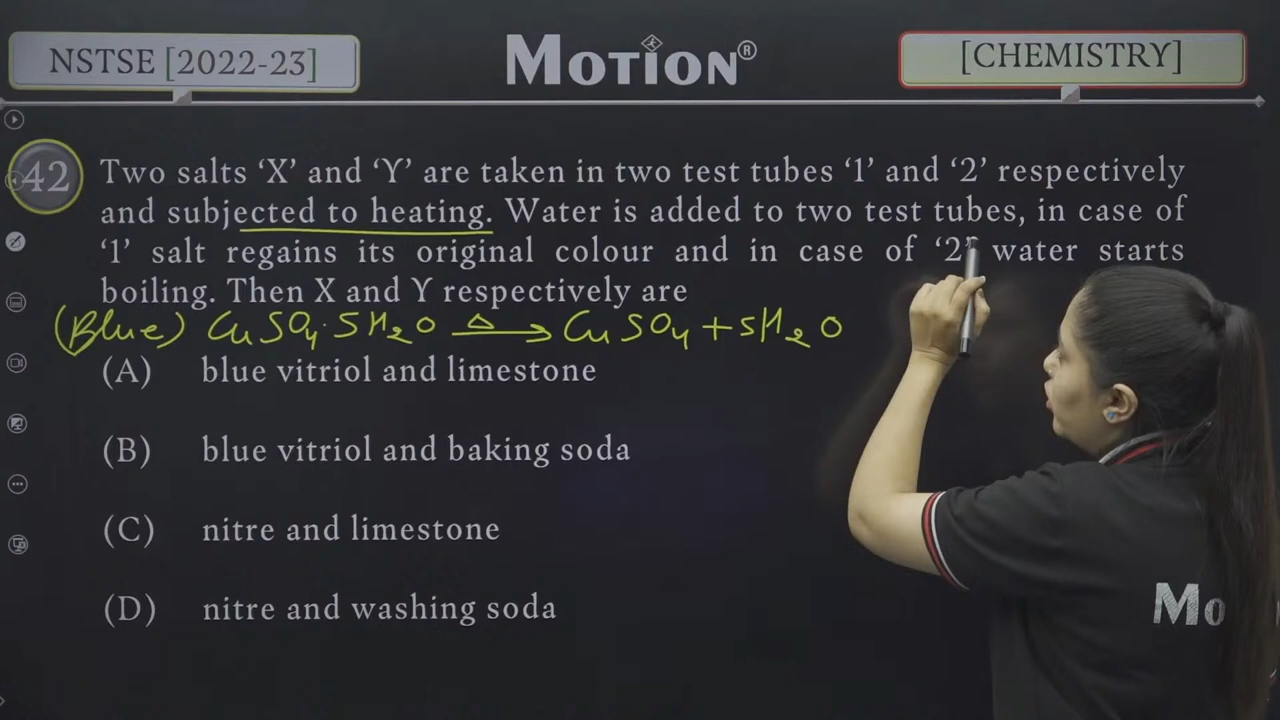 NSTSE [2022-23]
MOTION®
[CHEMISTRY]
42
Two salts ‘X’ and ‘Y’ are taken in two test tubes ‘1’ and ‘2’ respectively
and subjected to heating. Water is added to two test tubes, in case of
‘1’ salt regains its original colour and in case of ‘2’ water starts
boiling. Then X and Y respectively are
(Blue) CuSO4·5H2O —Δ→ CuSO4 + 5H2O
(A) blue vitriol and limestone
(B) blue vitriol and baking soda
(C) nitre and limestone
(D) nitre and washing soda
Mo